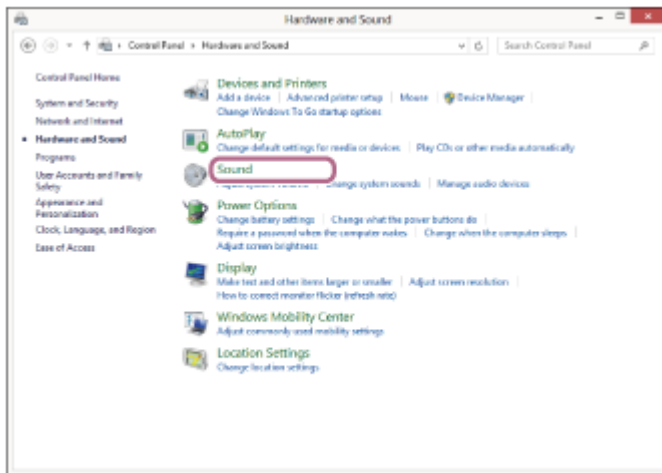 Hardware and Sound
Control Panel › Hardware and Sound
Search Control Panel
Control Panel Home
System and Security
Network and Internet
Hardware and Sound
Programs
User Accounts and Family
Safety
Appearance and
Personalization
Clock, Language, and Region
Ease of Access
Devices and Printers
Add a device | Advanced printer setup | Mouse | Device Manager
Change Windows To Go startup options
AutoPlay
Change default settings for media or devices | Play CDs or other media automatically
Sound
Adjust system volume | Change system sounds | Manage audio devices
Power Options
Change battery settings | Change what the power buttons do
Require a password when the computer wakes | Change when the computer sleeps
Adjust screen brightness
Display
Make text and other items larger or smaller | Adjust screen resolution
How to correct monitor flicker (refresh rate)
Windows Mobility Center
Adjust commonly used mobility settings
Location Settings
Change location settings